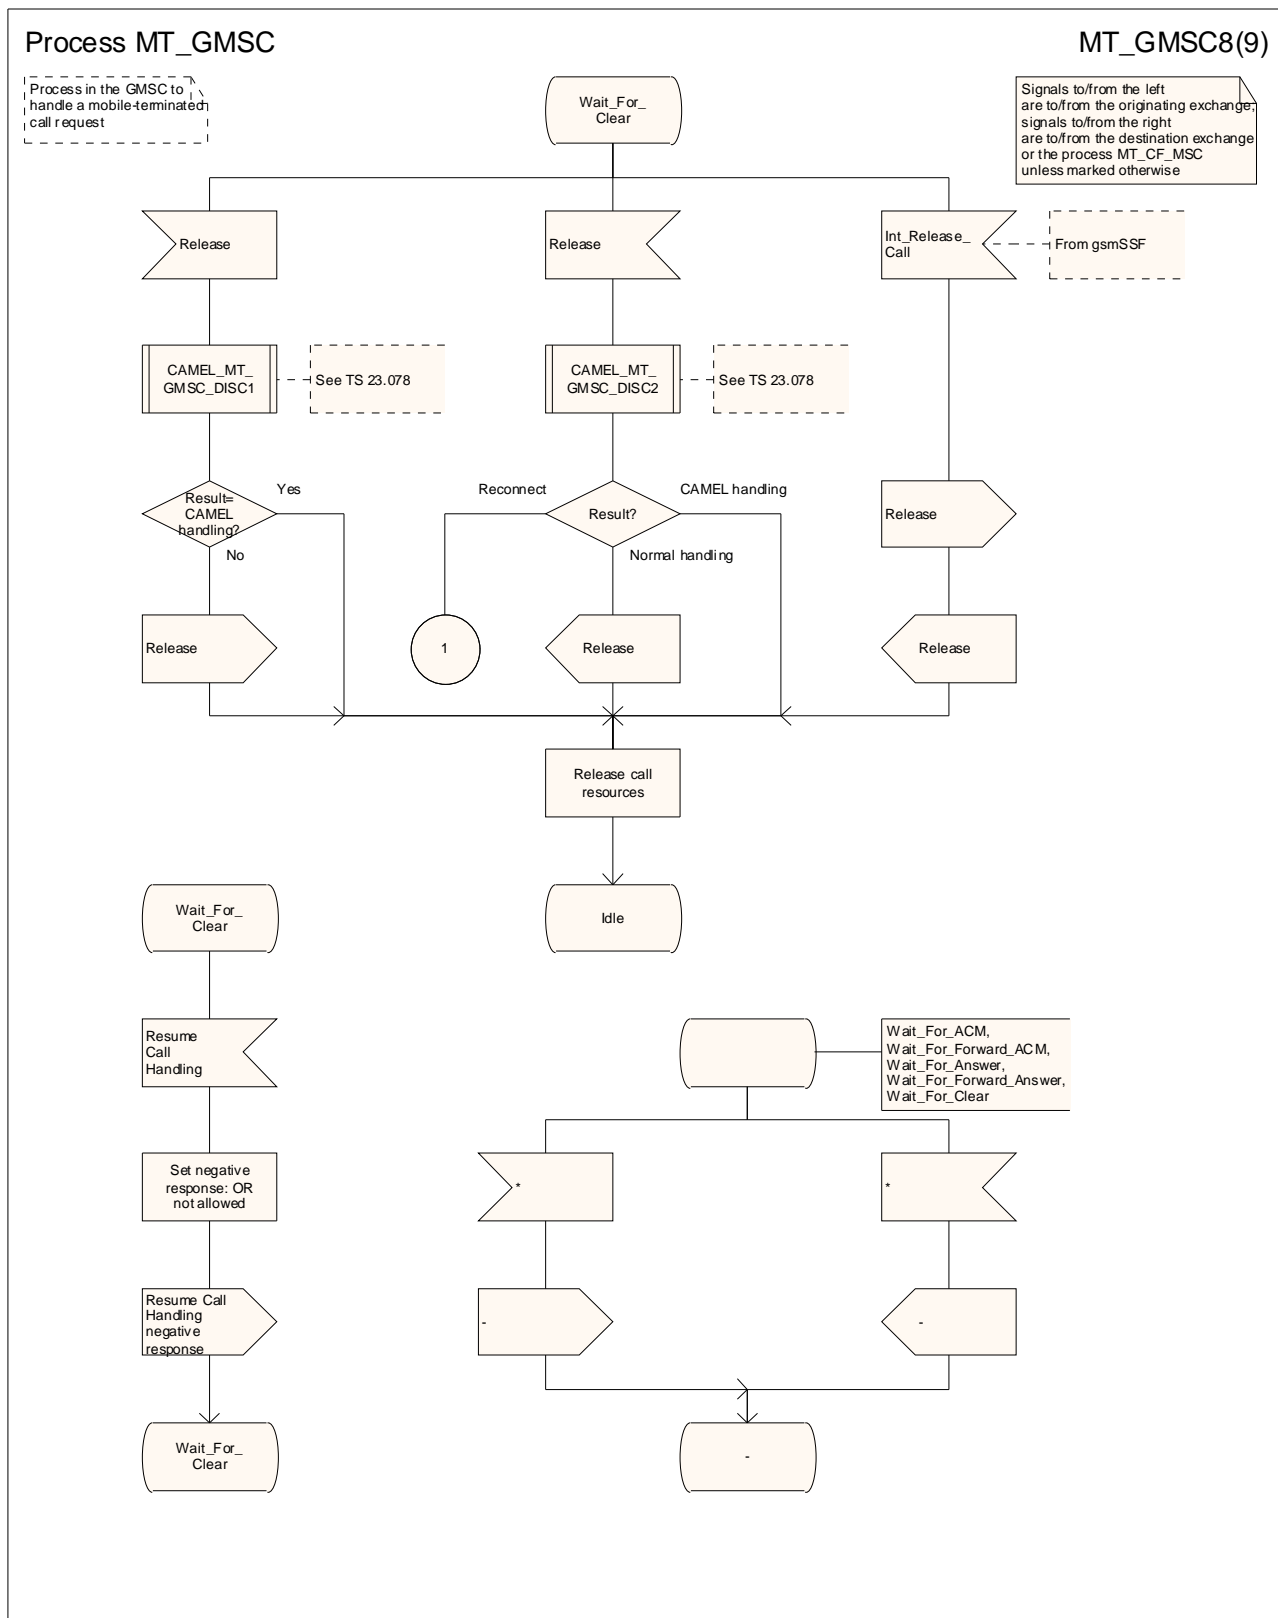 Process MT_GMSC
MT_GMSC8(9)
Process in the GMSC to
handle a mobile-terminated
call request
Wait_For_
Clear
Signals to/from the left
are to/from the originating exchange;
signals to/from the right
are to/from the destination exchange
or the process MT_CF_MSC
unless marked otherwise
Release
Release
Int_Release_
Call
From gsmSSF
CAMEL_MT_
GMSC_DISC1
See TS 23.078
CAMEL_MT_
GMSC_DISC2
See TS 23.078
Result=
CAMEL
handling?
Yes
No
Reconnect
Result?
CAMEL handling
Normal handling
Release
Release
1
Release
Release
Release call
resources
Idle
Wait_For_
Clear
Resume
Call
Handling
Set negative
response: OR
not allowed
Resume Call
Handling
negative
response
Wait_For_
Clear
Wait_For_ACM,
Wait_For_Forward_ACM,
Wait_For_Answer,
Wait_For_Forward_Answer,
Wait_For_Clear
*
*
-
-
-